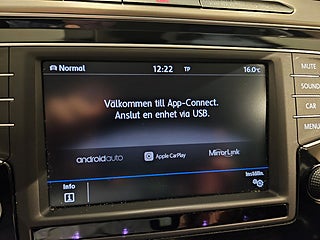 Normal 12:22 TP 16.0°C
Välkommen till App-Connect.
Anslut en enhet via USB.
androidauto Apple CarPlay MirrorLink
Info Inställn.
MUTE
SOUND
CAR
MENU